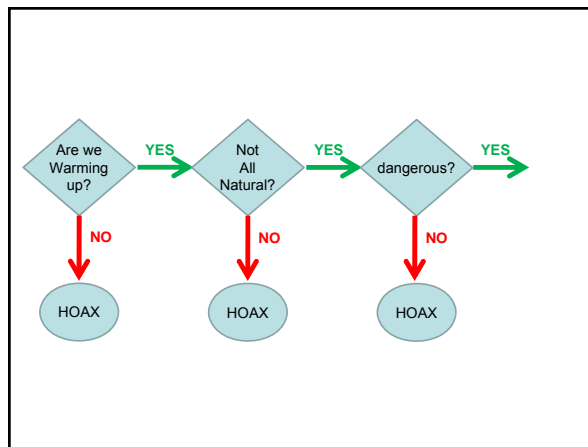 Are we
Warming
up?
YES
Not
All
Natural?
YES
dangerous?
YES
NO
NO
NO
HOAX
HOAX
HOAX